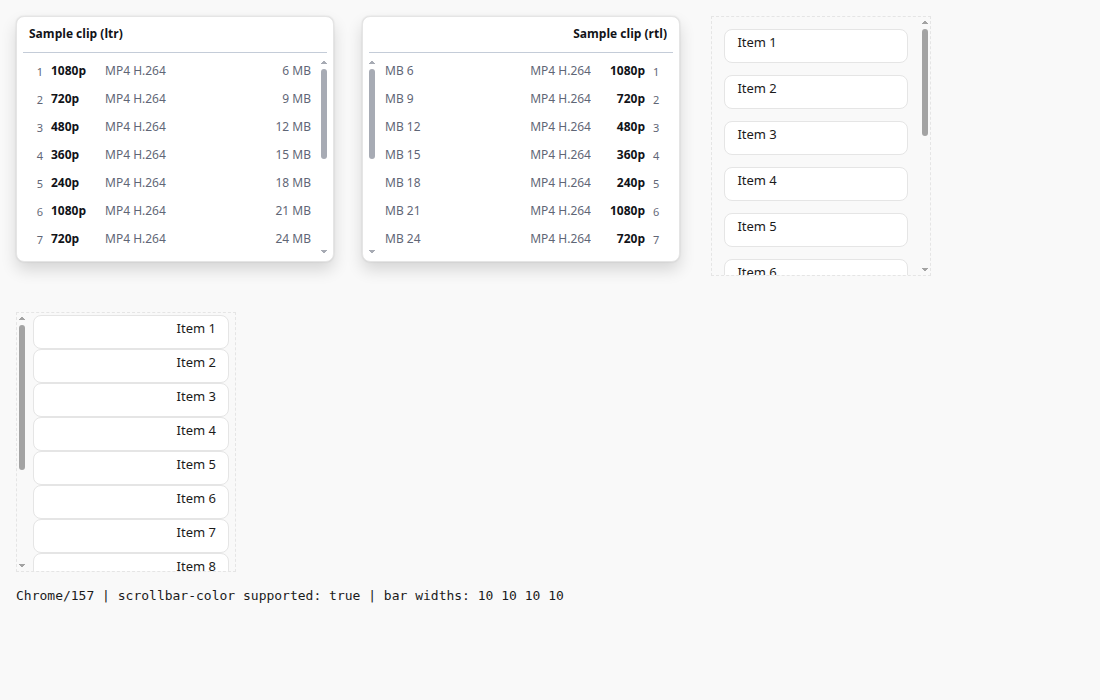 Sample clip (ltr)
1 1080p MP4 H.264 6 MB
2 720p MP4 H.264 9 MB
3 480p MP4 H.264 12 MB
4 360p MP4 H.264 15 MB
5 240p MP4 H.264 18 MB
6 1080p MP4 H.264 21 MB
7 720p MP4 H.264 24 MB
Sample clip (rtl)
MB 6 MP4 H.264 1080p 1
MB 9 MP4 H.264 720p 2
MB 12 MP4 H.264 480p 3
MB 15 MP4 H.264 360p 4
MB 18 MP4 H.264 240p 5
MB 21 MP4 H.264 1080p 6
MB 24 MP4 H.264 720p 7
Item 1
Item 2
Item 3
Item 4
Item 5
Item 6
Item 1
Item 2
Item 3
Item 4
Item 5
Item 6
Item 7
Item 8
Chrome/157 | scrollbar-color supported: true | bar widths: 10 10 10 10